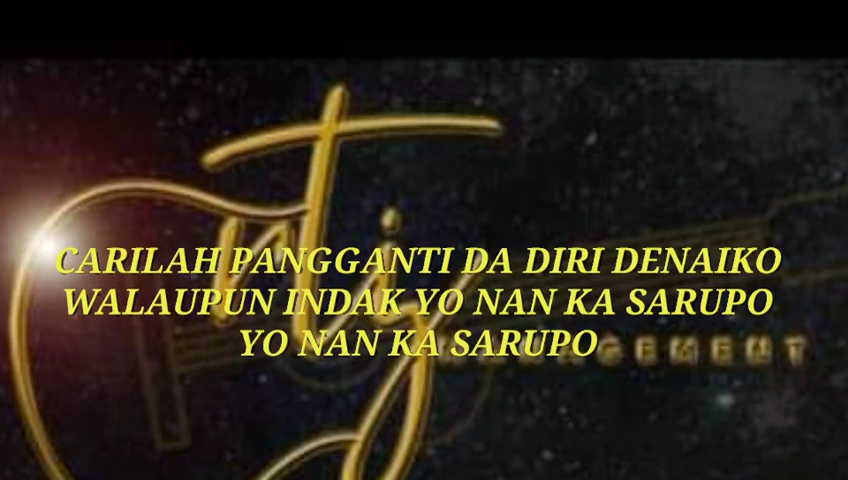 CARILAH PANGGANTI DA DIRI DENAIKO
WALAUPUN INDAK YO NAN KA SARUPO
YO NAN KA SARUPO